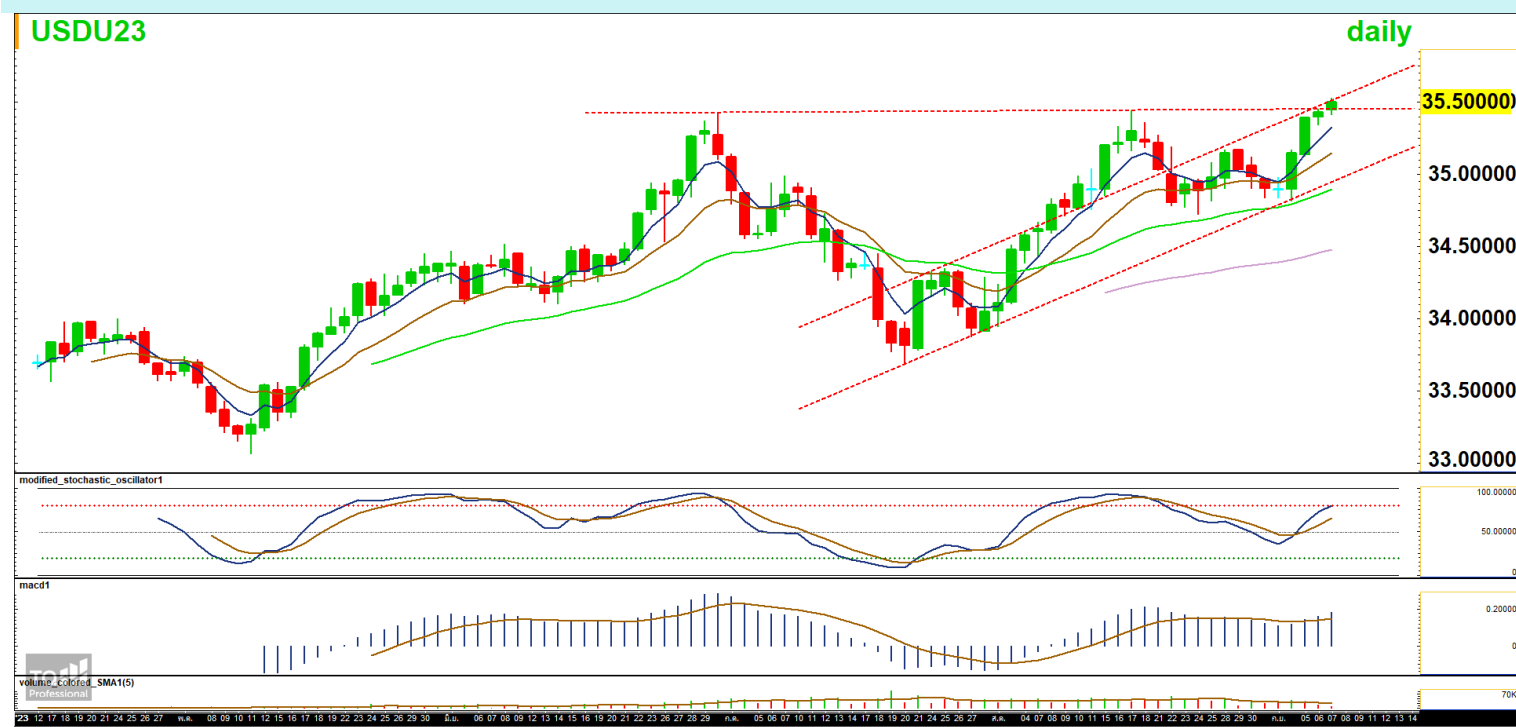 USDU23 daily
35.50000
35.00000
34.50000
34.00000
33.50000
33.00000
modified_stochastic_oscillator1
100.00000
50.00000
0
macd1
0.20000
0
Professional
volume_colored_SMA1(5)
70K
'23 12 17 18 19 20 21 24 25 26 27 พ.ค. 08 09 10 11 12 15 16 17 18 19 22 23 24 25 26 29 30 มิ.ย. 06 07 08 09 12 13 14 15 16 19 20 21 22 23 26 27 28 29 ก.ค. 05 06 07 10 11 12 13 14 17 18 19 20 21 24 25 26 27 ส.ค. 04 07 08 09 10 11 15 16 17 18 21 22 23 24 25 28 29 30 ก.ย. 05 06 07 08 09 10 11 12 13 14